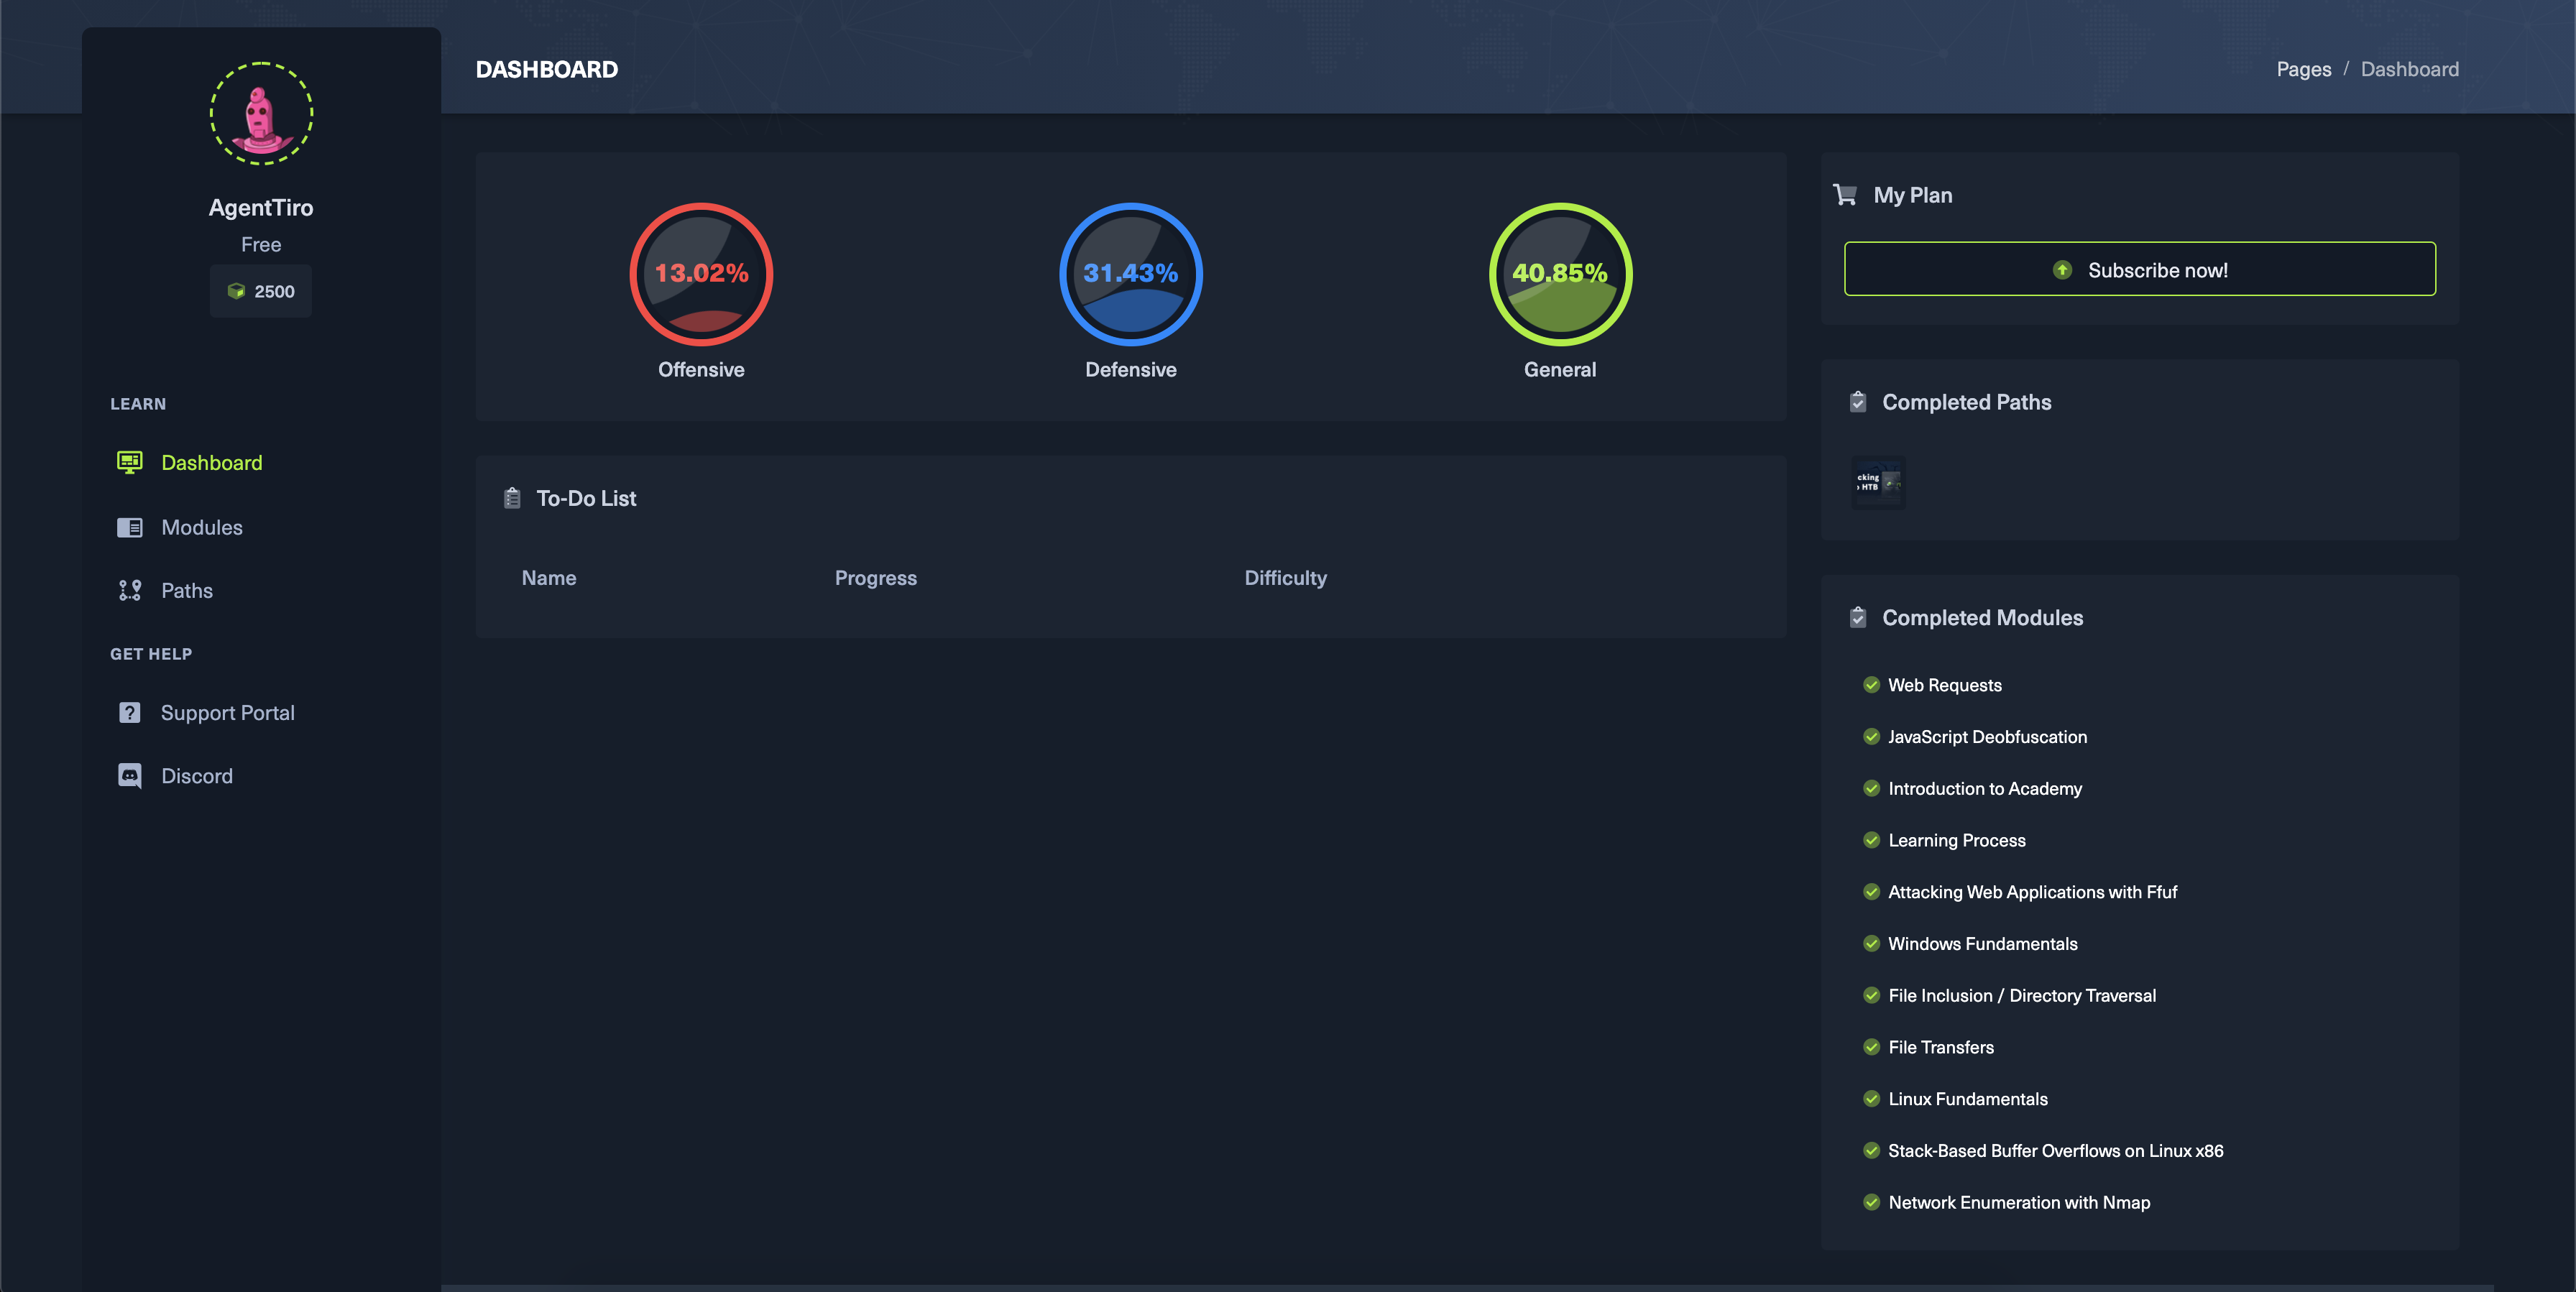 AgentTiro
Free
2500
LEARN
Dashboard
Modules
Paths
GET HELP
Support Portal
Discord
DASHBOARD
Pages / Dashboard
13.02%
31.43%
40.85%
Offensive
Defensive
General
To-Do List
Name Progress Difficulty
My Plan
Subscribe now!
Completed Paths
cking
o HTB
Completed Modules
Web Requests
JavaScript Deobfuscation
Introduction to Academy
Learning Process
Attacking Web Applications with Ffuf
Windows Fundamentals
File Inclusion / Directory Traversal
File Transfers
Linux Fundamentals
Stack-Based Buffer Overflows on Linux x86
Network Enumeration with Nmap